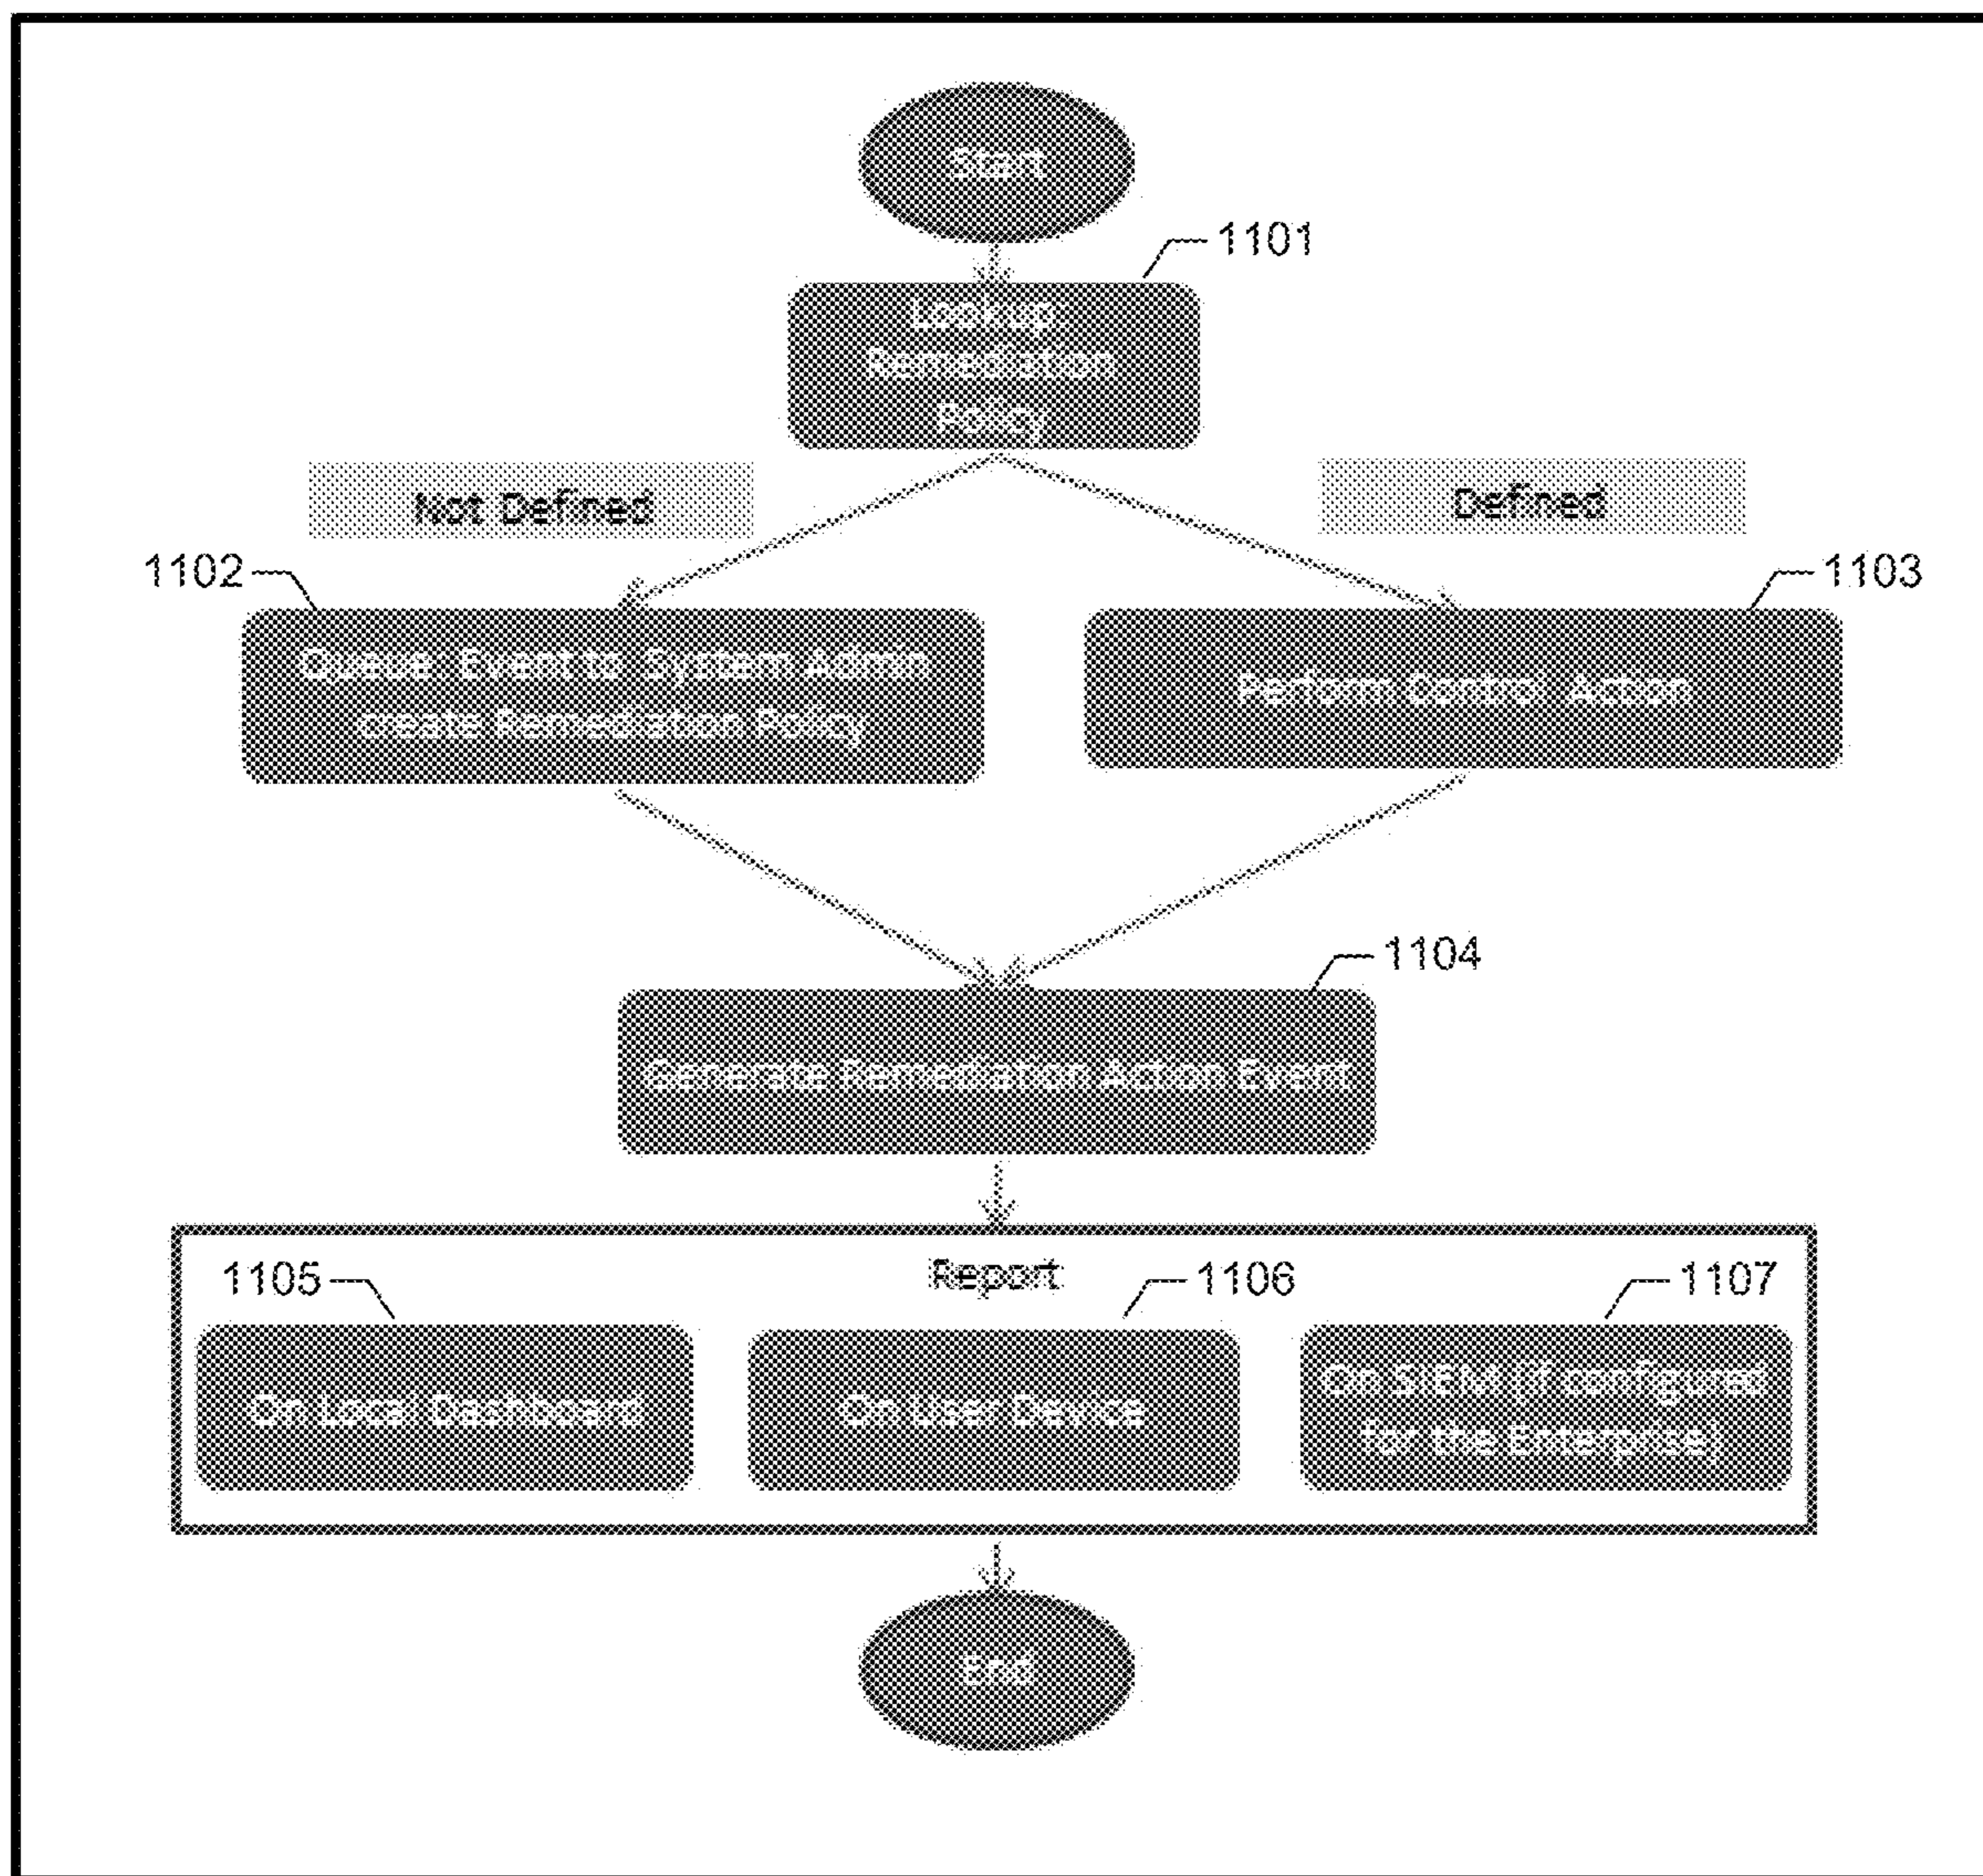 Start
1101
Lookup
Remediation
Policy
Not Defined
Defined
1102
1103
Queue Event to System Admin
create Remediation Policy
Perform Control Action
1104
Generate Remediation Action Event
Report
1105
1106
1107
On Local Dashboard
On User Device
On SIEM (if configured
for the Enterprise)
End